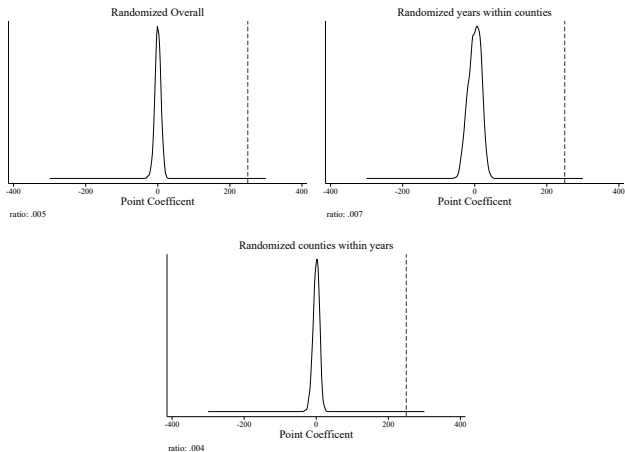 Randomized Overall
-400 -200 0 200 400
Point Coefficent
ratio: .005
Randomized years within counties
-400 -200 0 200 400
Point Coefficent
ratio: .007
Randomized counties within years
-400 -200 0 200 400
Point Coefficent
ratio: .004